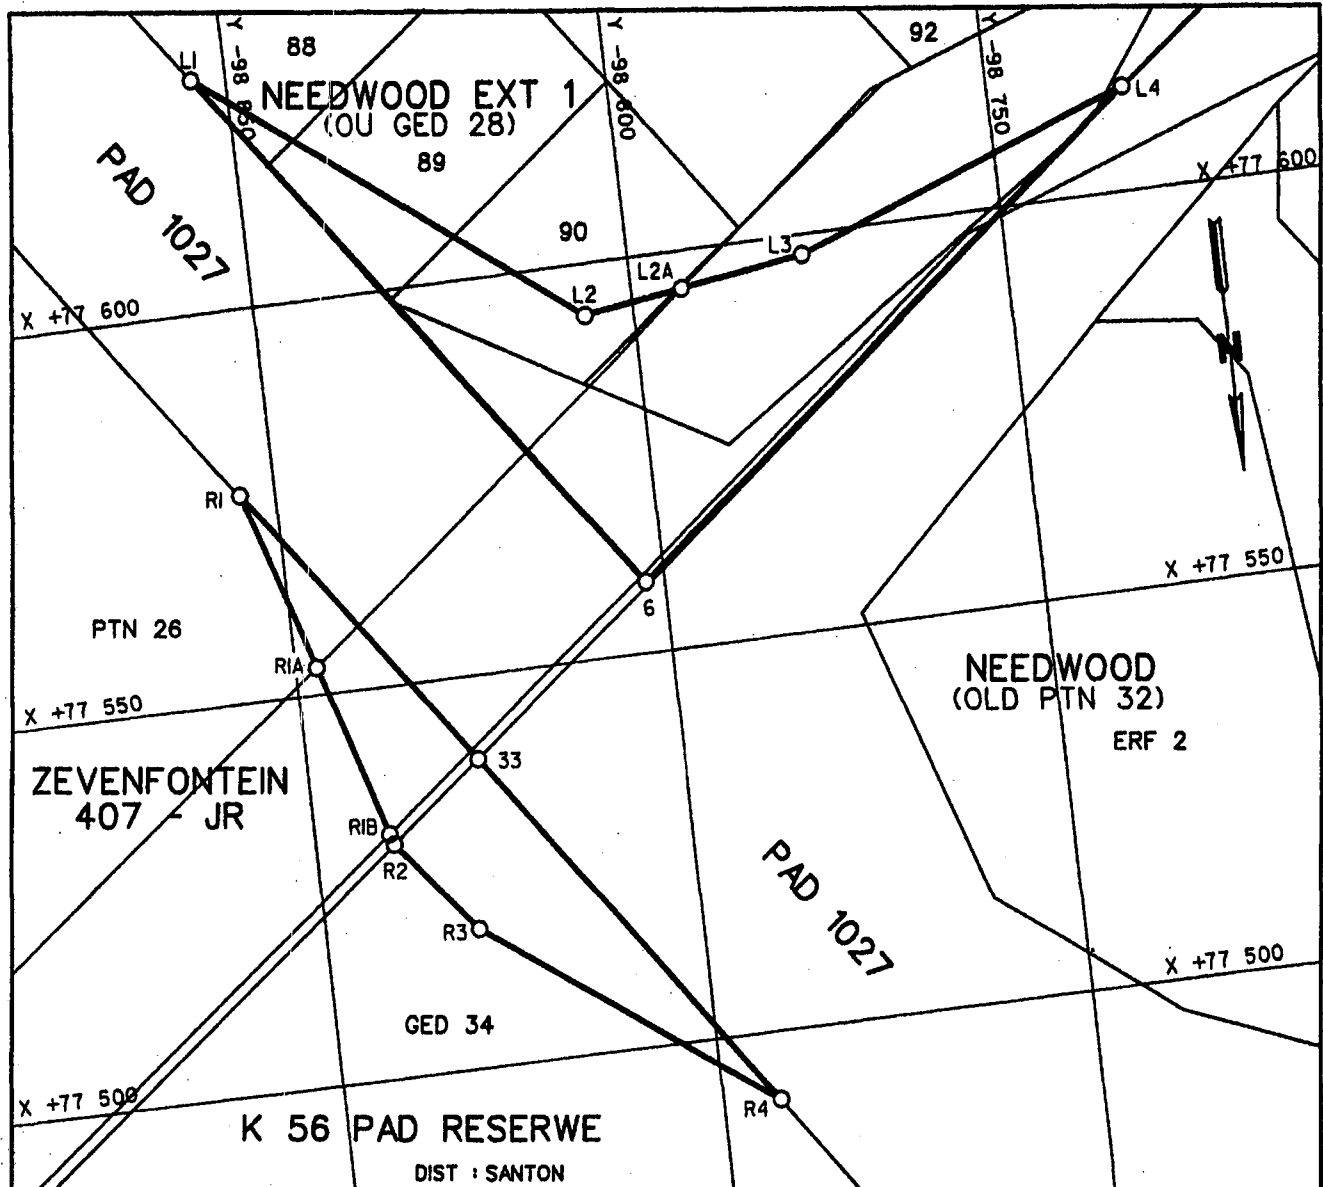 88
92
L1
Y -98 850
Y -98 800
Y -98 750
L4
NEEDWOOD EXT 1
(OU GED 28)
89
PAD 1027
X +77 600
90
L3
L2A
L2
X +77 600
N
R1
X +77 550
6
PTN 26
R1A
NEEDWOOD
(OLD PTN 32)
X +77 550
ERF 2
33
ZEVENFONTEIN
407 - JR
R1B
R2
PAD 1027
R3
X +77 500
GED 34
X +77 500
R4
K 56 PAD RESERWE
DIST : SANTON